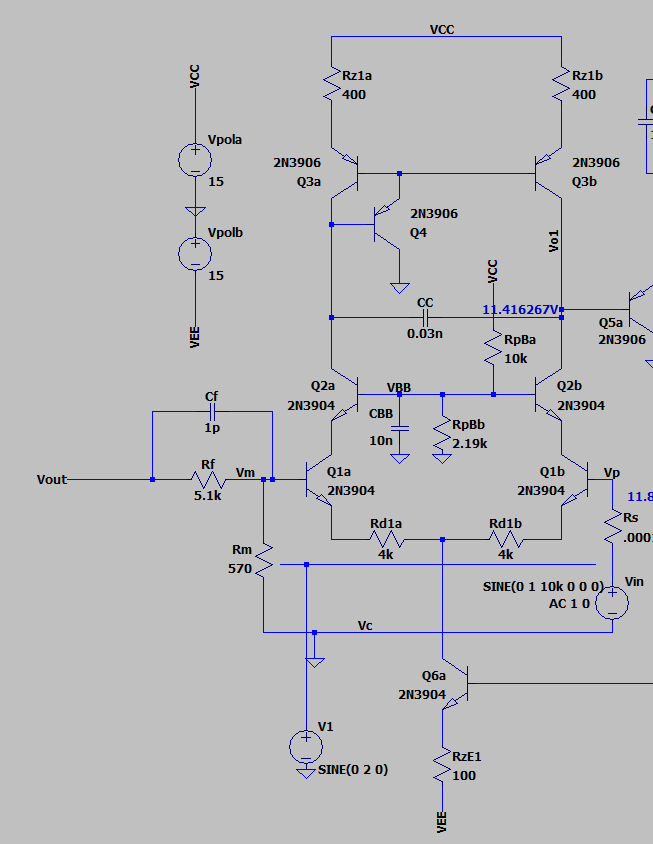 VCC
Rz1a
400
Rz1b
400
VCC
Vpola
15
2N3906
Q3a
2N3906
Q3b
2N3906
Q4
Vpolb
15
VEE
Vo1
VCC
CC
0.03n
11.416267V
RpBa
10k
Q5a
2N3906
Q2a
2N3904
VBB
Q2b
2N3904
CBB
10n
RpBb
2.19k
Cf
1p
Vout
Rf
5.1k
Vm
Q1a
2N3904
Q1b
2N3904
Vp
11.8
Rs
.000
Rd1a
4k
Rd1b
4k
Rm
570
SINE(0 1 10k 0 0 0)
AC 1 0
Vin
Vc
Q6a
2N3904
V1
SINE(0 2 0)
RzE1
100
VEE